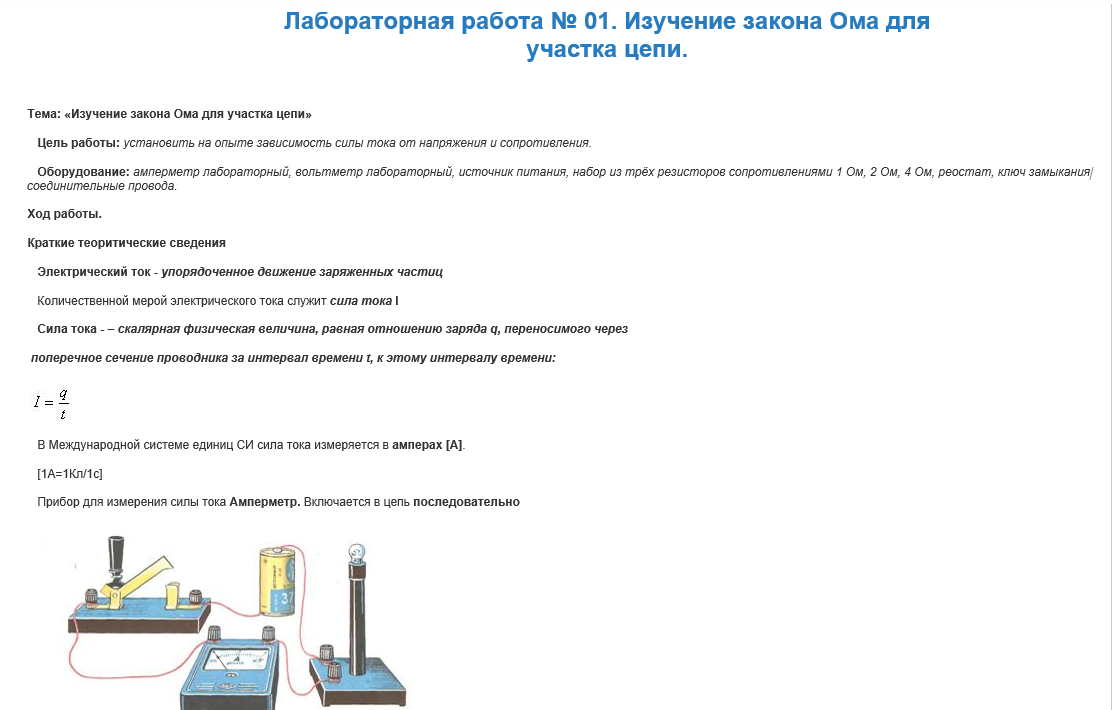 Лабораторная работа № 01. Изучение закона Ома для
участка цепи.
Тема: «Изучение закона Ома для участка цепи»
Цель работы: установить на опыте зависимость силы тока от напряжения и сопротивления.
Оборудование: амперметр лабораторный, вольтметр лабораторный, источник питания, набор из трёх резисторов сопротивлениями 1 Ом, 2 Ом, 4 Ом, реостат, ключ замыкания/
соединительные провода.
Ход работы.
Краткие теоритические сведения
Электрический ток - упорядоченное движение заряженных частиц
Количественной мерой электрического тока служит сила тока I
Сила тока - – скалярная физическая величина, равная отношению заряда q, переносимого через
поперечное сечение проводника за интервал времени t, к этому интервалу времени:
I = q/t
В Международной системе единиц СИ сила тока измеряется в амперах [А].
[1А=1Кл/1с]
Прибор для измерения силы тока Амперметр. Включается в цепь последовательно
37
A